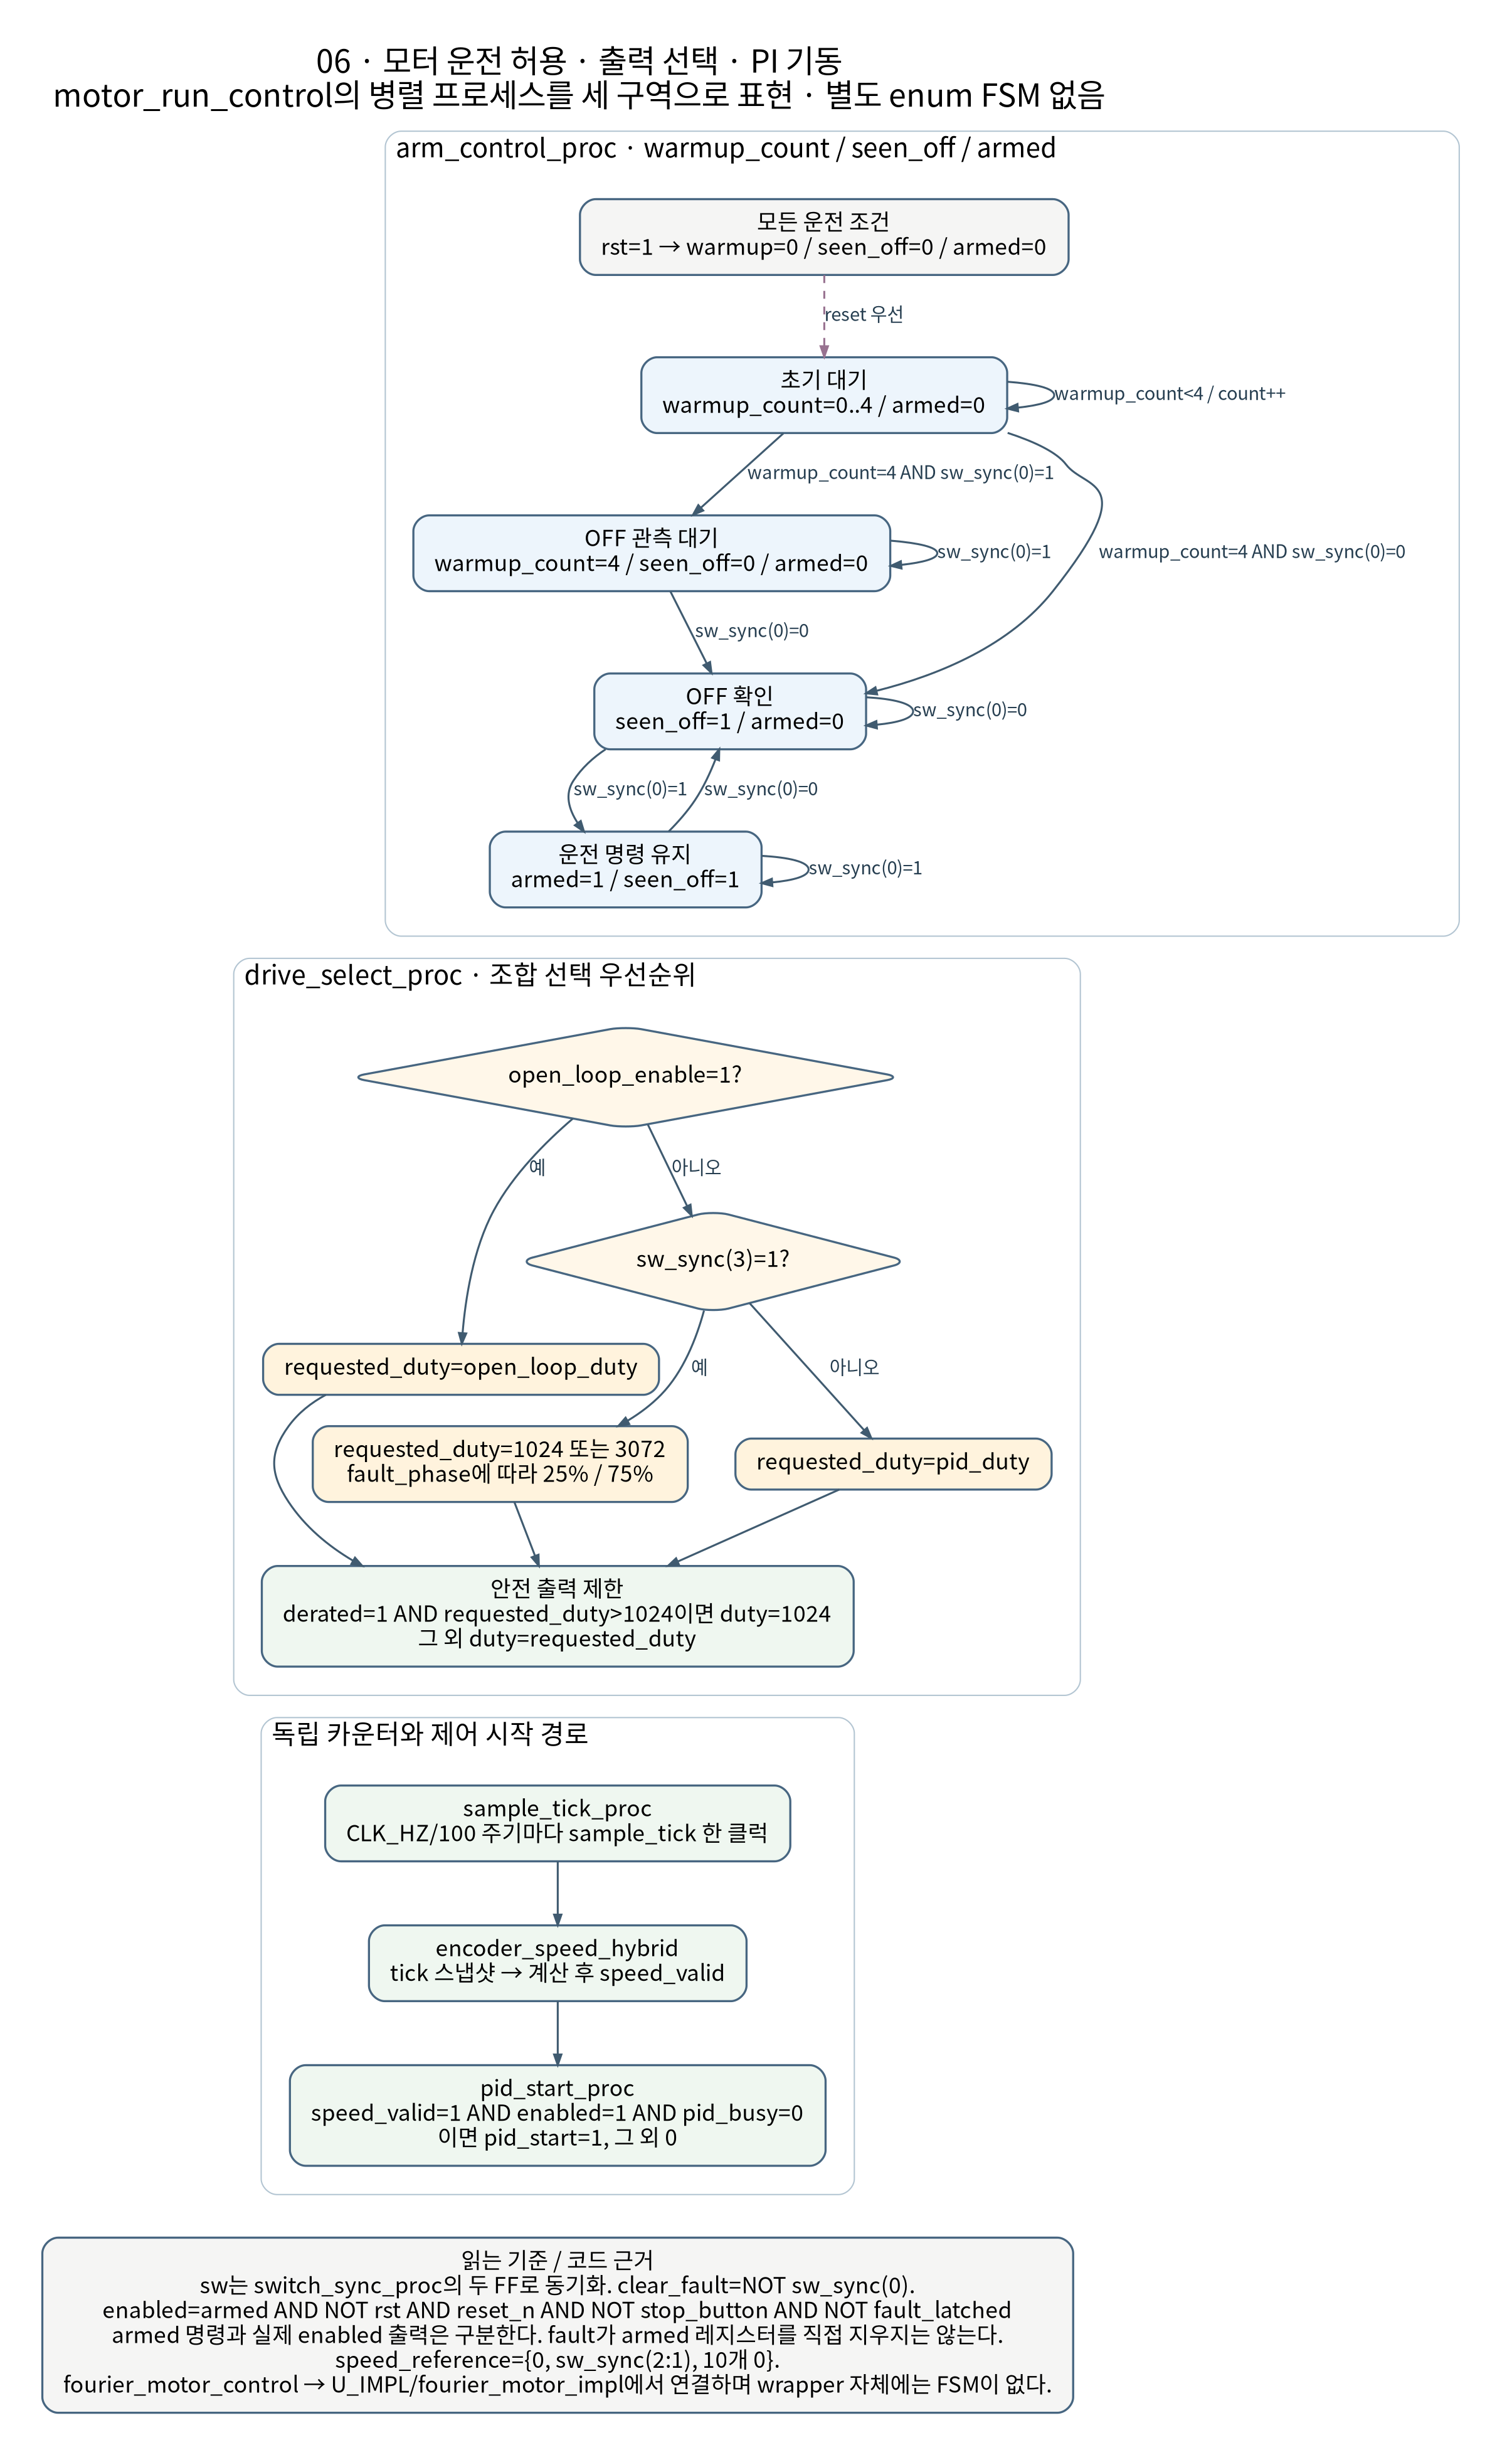 06 · 모터 운전 허용 · 출력 선택 · PI 기동
motor_run_control의 병렬 프로세스를 세 구역으로 표현 · 별도 enum FSM 없음
arm_control_proc · warmup_count / seen_off / armed
모든 운전 조건
rst=1 → warmup=0 / seen_off=0 / armed=0
reset 우선
초기 대기
warmup_count=0..4 / armed=0
warmup_count<4 / count++
warmup_count=4 AND sw_sync(0)=1
OFF 관측 대기
warmup_count=4 / seen_off=0 / armed=0
sw_sync(0)=1
warmup_count=4 AND sw_sync(0)=0
sw_sync(0)=0
OFF 확인
seen_off=1 / armed=0
sw_sync(0)=0
sw_sync(0)=1
sw_sync(0)=0
운전 명령 유지
armed=1 / seen_off=1
sw_sync(0)=1
drive_select_proc · 조합 선택 우선순위
open_loop_enable=1?
예
아니오
sw_sync(3)=1?
requested_duty=open_loop_duty
예
아니오
requested_duty=1024 또는 3072
fault_phase에 따라 25% / 75%
requested_duty=pid_duty
안전 출력 제한
derated=1 AND requested_duty>1024이면 duty=1024
그 외 duty=requested_duty
독립 카운터와 제어 시작 경로
sample_tick_proc
CLK_HZ/100 주기마다 sample_tick 한 클럭
encoder_speed_hybrid
tick 스냅샷 → 계산 후 speed_valid
pid_start_proc
speed_valid=1 AND enabled=1 AND pid_busy=0
이면 pid_start=1, 그 외 0
읽는 기준 / 코드 근거
sw는 switch_sync_proc의 두 FF로 동기화. clear_fault=NOT sw_sync(0).
enabled=armed AND NOT rst AND reset_n AND NOT stop_button AND NOT fault_latched
armed 명령과 실제 enabled 출력은 구분한다. fault가 armed 레지스터를 직접 지우지는 않는다.
speed_reference={0, sw_sync(2:1), 10개 0}.
fourier_motor_control → U_IMPL/fourier_motor_impl에서 연결하며 wrapper 자체에는 FSM이 없다.